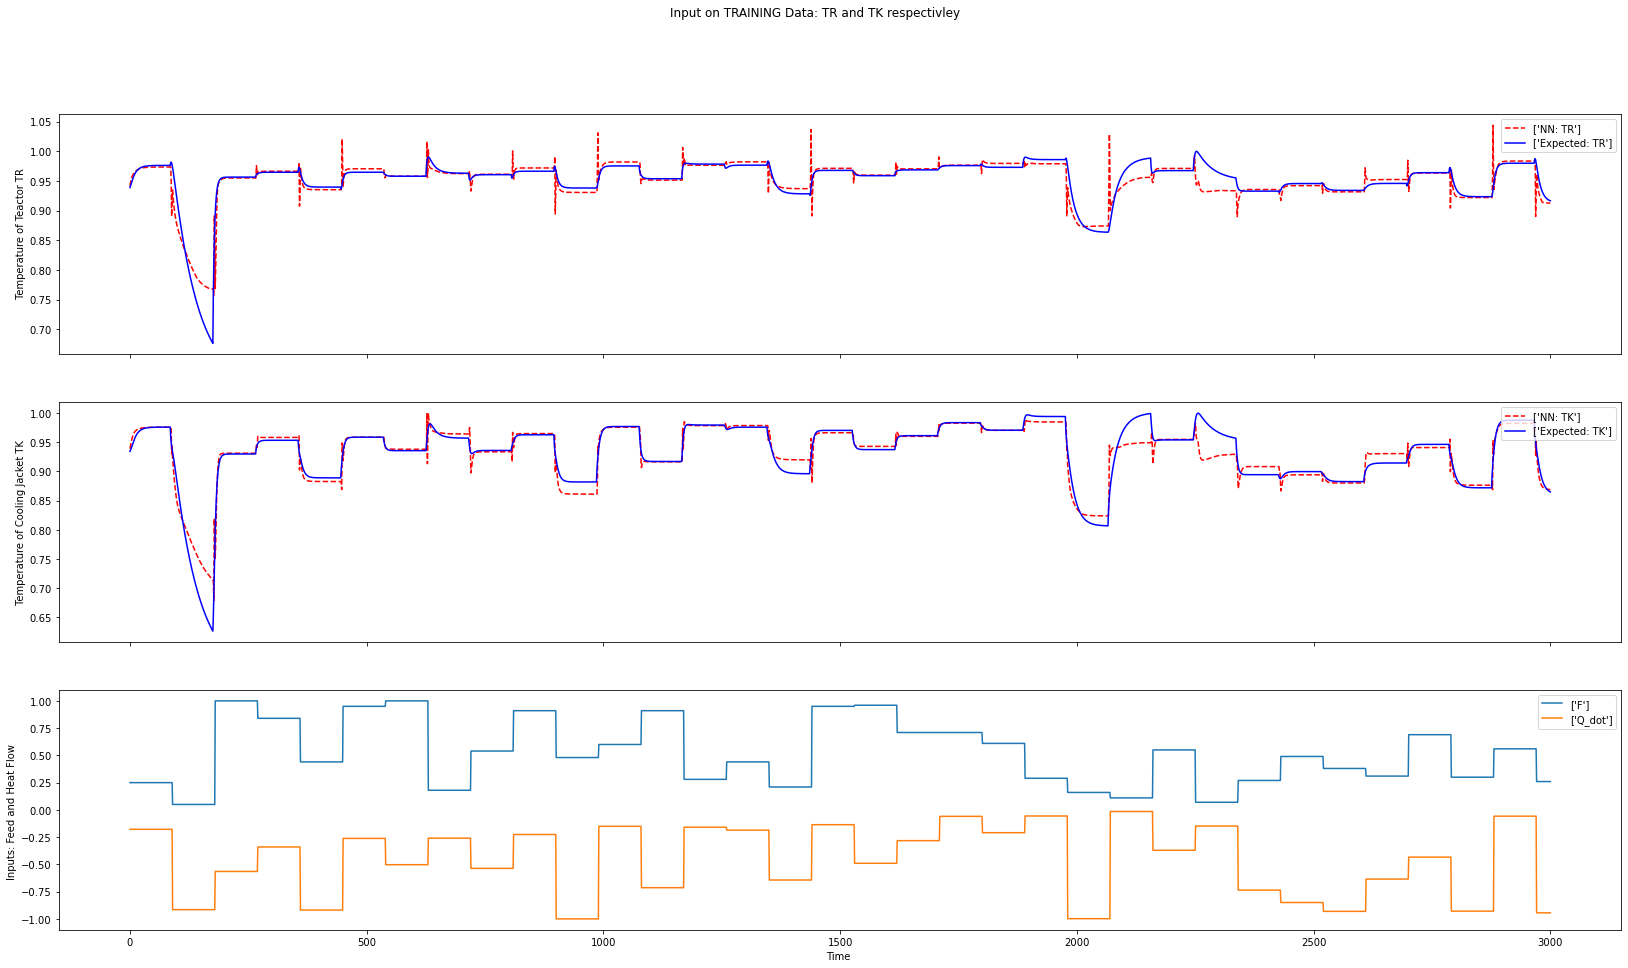 Input on TRAINING Data: TR and TK respectivley
Temperature of Teactor TR
1.05
1.00
0.95
0.90
0.85
0.80
0.75
0.70
['NN: TR']
['Expected: TR']
Temperature of Cooling Jacket TK
1.00
0.95
0.90
0.85
0.80
0.75
0.70
0.65
['NN: TK']
['Expected: TK']
Inputs: Feed and Heat Flow
1.00
0.75
0.50
0.25
0.00
−0.25
−0.50
−0.75
−1.00
['F']
['Q_dot']
0 500 1000 1500 2000 2500 3000
Time